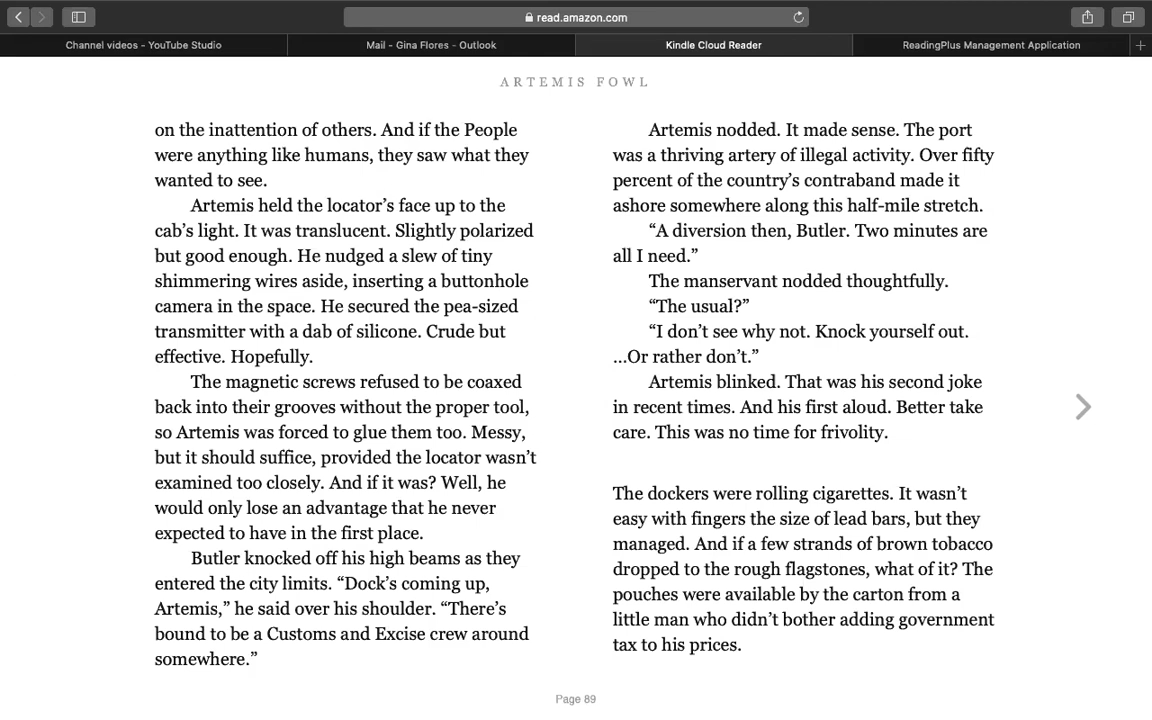 read.amazon.com
Channel videos - YouTube Studio
Mail - Gina Flores - Outlook
Kindle Cloud Reader
ReadingPlus Management Application
ARTEMIS FOWL
on the inattention of others. And if the People
were anything like humans, they saw what they
wanted to see.
Artemis held the locator’s face up to the
cab’s light. It was translucent. Slightly polarized
but good enough. He nudged a slew of tiny
shimmering wires aside, inserting a buttonhole
camera in the space. He secured the pea-sized
transmitter with a dab of silicone. Crude but
effective. Hopefully.
The magnetic screws refused to be coaxed
back into their grooves without the proper tool,
so Artemis was forced to glue them too. Messy,
but it should suffice, provided the locator wasn’t
examined too closely. And if it was? Well, he
would only lose an advantage that he never
expected to have in the first place.
Butler knocked off his high beams as they
entered the city limits. “Dock’s coming up,
Artemis,” he said over his shoulder. “There’s
bound to be a Customs and Excise crew around
somewhere.”
Artemis nodded. It made sense. The port
was a thriving artery of illegal activity. Over fifty
percent of the country’s contraband made it
ashore somewhere along this half-mile stretch.
“A diversion then, Butler. Two minutes are
all I need.”
The manservant nodded thoughtfully.
“The usual?”
“I don’t see why not. Knock yourself out.
...Or rather don’t.”
Artemis blinked. That was his second joke
in recent times. And his first aloud. Better take
care. This was no time for frivolity.
The dockers were rolling cigarettes. It wasn’t
easy with fingers the size of lead bars, but they
managed. And if a few strands of brown tobacco
dropped to the rough flagstones, what of it? The
pouches were available by the carton from a
little man who didn’t bother adding government
tax to his prices.
Page 89